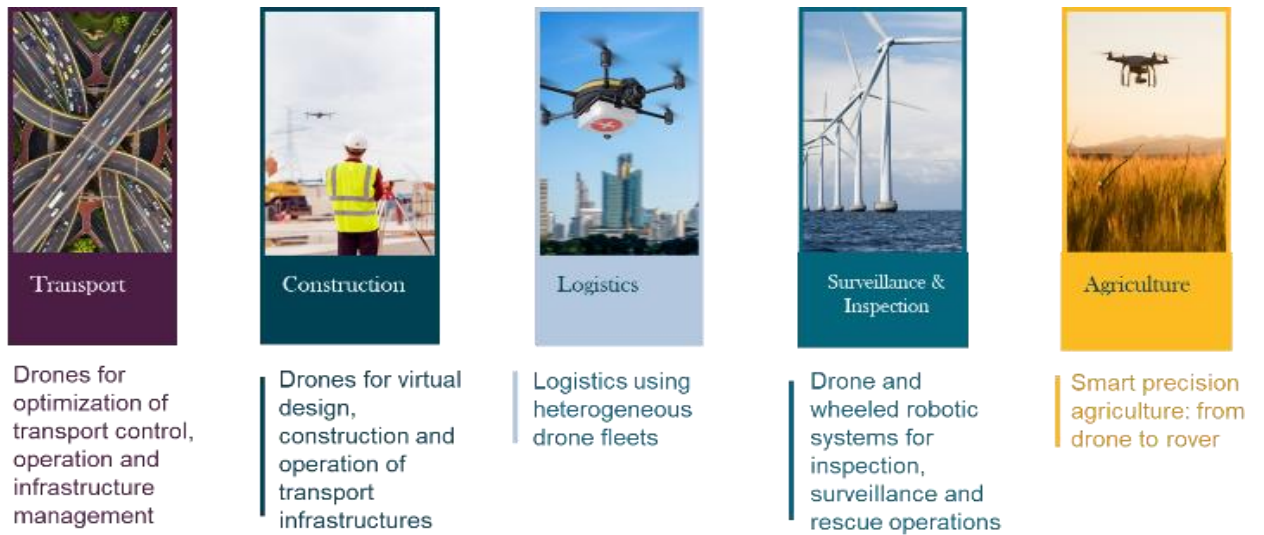 Transport
Construction
Logistics
Surveillance &
Inspection
Agriculture
Drones for
optimization of
transport control,
operation and
infrastructure
management
Drones for virtual
design,
construction and
operation of
transport
infrastructures
Logistics using
heterogeneous
drone fleets
Drone and
wheeled robotic
systems for
inspection,
surveillance and
rescue operations
Smart precision
agriculture: from
drone to rover